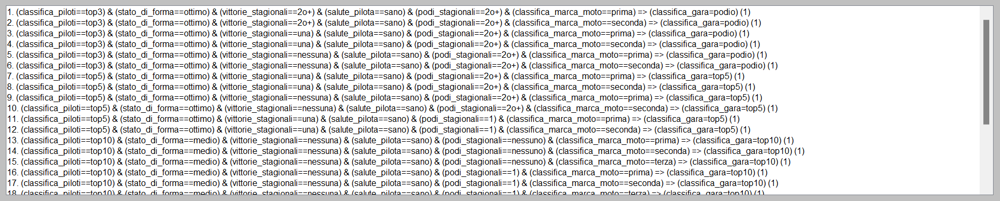 1. (classifica_piloti==top3) & (stato_di_forma==ottimo) & (vittorie_stagionali==2o+) & (salute_pilota==sano) & (podi_stagionali==2o+) & (classifica_marca_moto==prima) => (classifica_gara=podio) (1)
2. (classifica_piloti==top3) & (stato_di_forma==ottimo) & (vittorie_stagionali==2o+) & (salute_pilota==sano) & (podi_stagionali==2o+) & (classifica_marca_moto==seconda) => (classifica_gara=podio) (1)
3. (classifica_piloti==top3) & (stato_di_forma==ottimo) & (vittorie_stagionali==una) & (salute_pilota==sano) & (podi_stagionali==2o+) & (classifica_marca_moto==prima) => (classifica_gara=podio) (1)
4. (classifica_piloti==top3) & (stato_di_forma==ottimo) & (vittorie_stagionali==una) & (salute_pilota==sano) & (podi_stagionali==2o+) & (classifica_marca_moto==seconda) => (classifica_gara=podio) (1)
5. (classifica_piloti==top3) & (stato_di_forma==ottimo) & (vittorie_stagionali==nessuna) & (salute_pilota==sano) & (podi_stagionali==2o+) & (classifica_marca_moto==prima) => (classifica_gara=podio) (1)
6. (classifica_piloti==top3) & (stato_di_forma==ottimo) & (vittorie_stagionali==nessuna) & (salute_pilota==sano) & (podi_stagionali==2o+) & (classifica_marca_moto==seconda) => (classifica_gara=podio) (1)
7. (classifica_piloti==top5) & (stato_di_forma==ottimo) & (vittorie_stagionali==una) & (salute_pilota==sano) & (podi_stagionali==2o+) & (classifica_marca_moto==prima) => (classifica_gara=top5) (1)
8. (classifica_piloti==top5) & (stato_di_forma==ottimo) & (vittorie_stagionali==una) & (salute_pilota==sano) & (podi_stagionali==2o+) & (classifica_marca_moto==seconda) => (classifica_gara=top5) (1)
9. (classifica_piloti==top5) & (stato_di_forma==ottimo) & (vittorie_stagionali==nessuna) & (salute_pilota==sano) & (podi_stagionali==2o+) & (classifica_marca_moto==prima) => (classifica_gara=top5) (1)
10. (classifica_piloti==top5) & (stato_di_forma==ottimo) & (vittorie_stagionali==nessuna) & (salute_pilota==sano) & (podi_stagionali==2o+) & (classifica_marca_moto==seconda) => (classifica_gara=top5) (1)
11. (classifica_piloti==top5) & (stato_di_forma==ottimo) & (vittorie_stagionali==una) & (salute_pilota==sano) & (podi_stagionali==1) & (classifica_marca_moto==prima) => (classifica_gara=top5) (1)
12. (classifica_piloti==top5) & (stato_di_forma==ottimo) & (vittorie_stagionali==una) & (salute_pilota==sano) & (podi_stagionali==1) & (classifica_marca_moto==seconda) => (classifica_gara=top5) (1)
13. (classifica_piloti==top10) & (stato_di_forma==medio) & (vittorie_stagionali==nessuna) & (salute_pilota==sano) & (podi_stagionali==nessuno) & (classifica_marca_moto==prima) => (classifica_gara=top10) (1)
14. (classifica_piloti==top10) & (stato_di_forma==medio) & (vittorie_stagionali==nessuna) & (salute_pilota==sano) & (podi_stagionali==nessuno) & (classifica_marca_moto==seconda) => (classifica_gara=top10) (1)
15. (classifica_piloti==top10) & (stato_di_forma==medio) & (vittorie_stagionali==nessuna) & (salute_pilota==sano) & (podi_stagionali==nessuno) & (classifica_marca_moto==terza) => (classifica_gara=top10) (1)
16. (classifica_piloti==top10) & (stato_di_forma==medio) & (vittorie_stagionali==nessuna) & (salute_pilota==sano) & (podi_stagionali==1) & (classifica_marca_moto==prima) => (classifica_gara=top10) (1)
17. (classifica_piloti==top10) & (stato_di_forma==medio) & (vittorie_stagionali==nessuna) & (salute_pilota==sano) & (podi_stagionali==1) & (classifica_marca_moto==seconda) => (classifica_gara=top10) (1)
18. (classifica_piloti==top10) & (stato_di_forma==medio) & (vittorie_stagionali==nessuna) & (salute_pilota==sano) & (podi_stagionali==1) & (classifica_marca_moto==terza) => (classifica_gara=top10) (1)